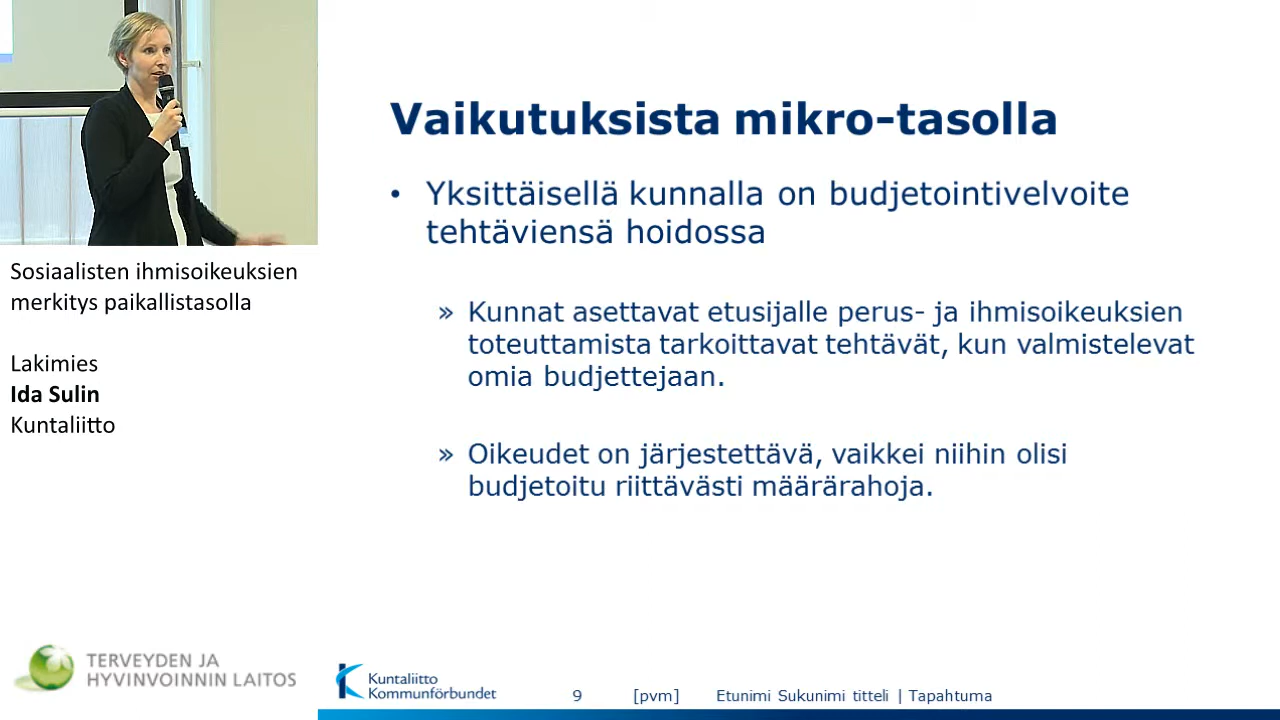 Vaikutuksista mikro-tasolla
• Yksittäisellä kunnalla on budjetointivelvoite
tehtäviensä hoidossa
» Kunnat asettavat etusijalle perus- ja ihmisoikeuksien
toteuttamista tarkoittavat tehtävät, kun valmistelevat
omia budjettejaan.
» Oikeudet on järjestettävä, vaikkei niihin olisi
budjetoitu riittävästi määrärahoja.
Sosiaalisten ihmisoikeuksien
merkitys paikallistasolla
Lakimies
Ida Sulin
Kuntaliitto
TERVEYDEN JA
HYVINVOINNIN LAITOS
Kuntaliitto
Kommunförbundet
9 [pvm] Etunimi Sukunimi titteli | Tapahtuma